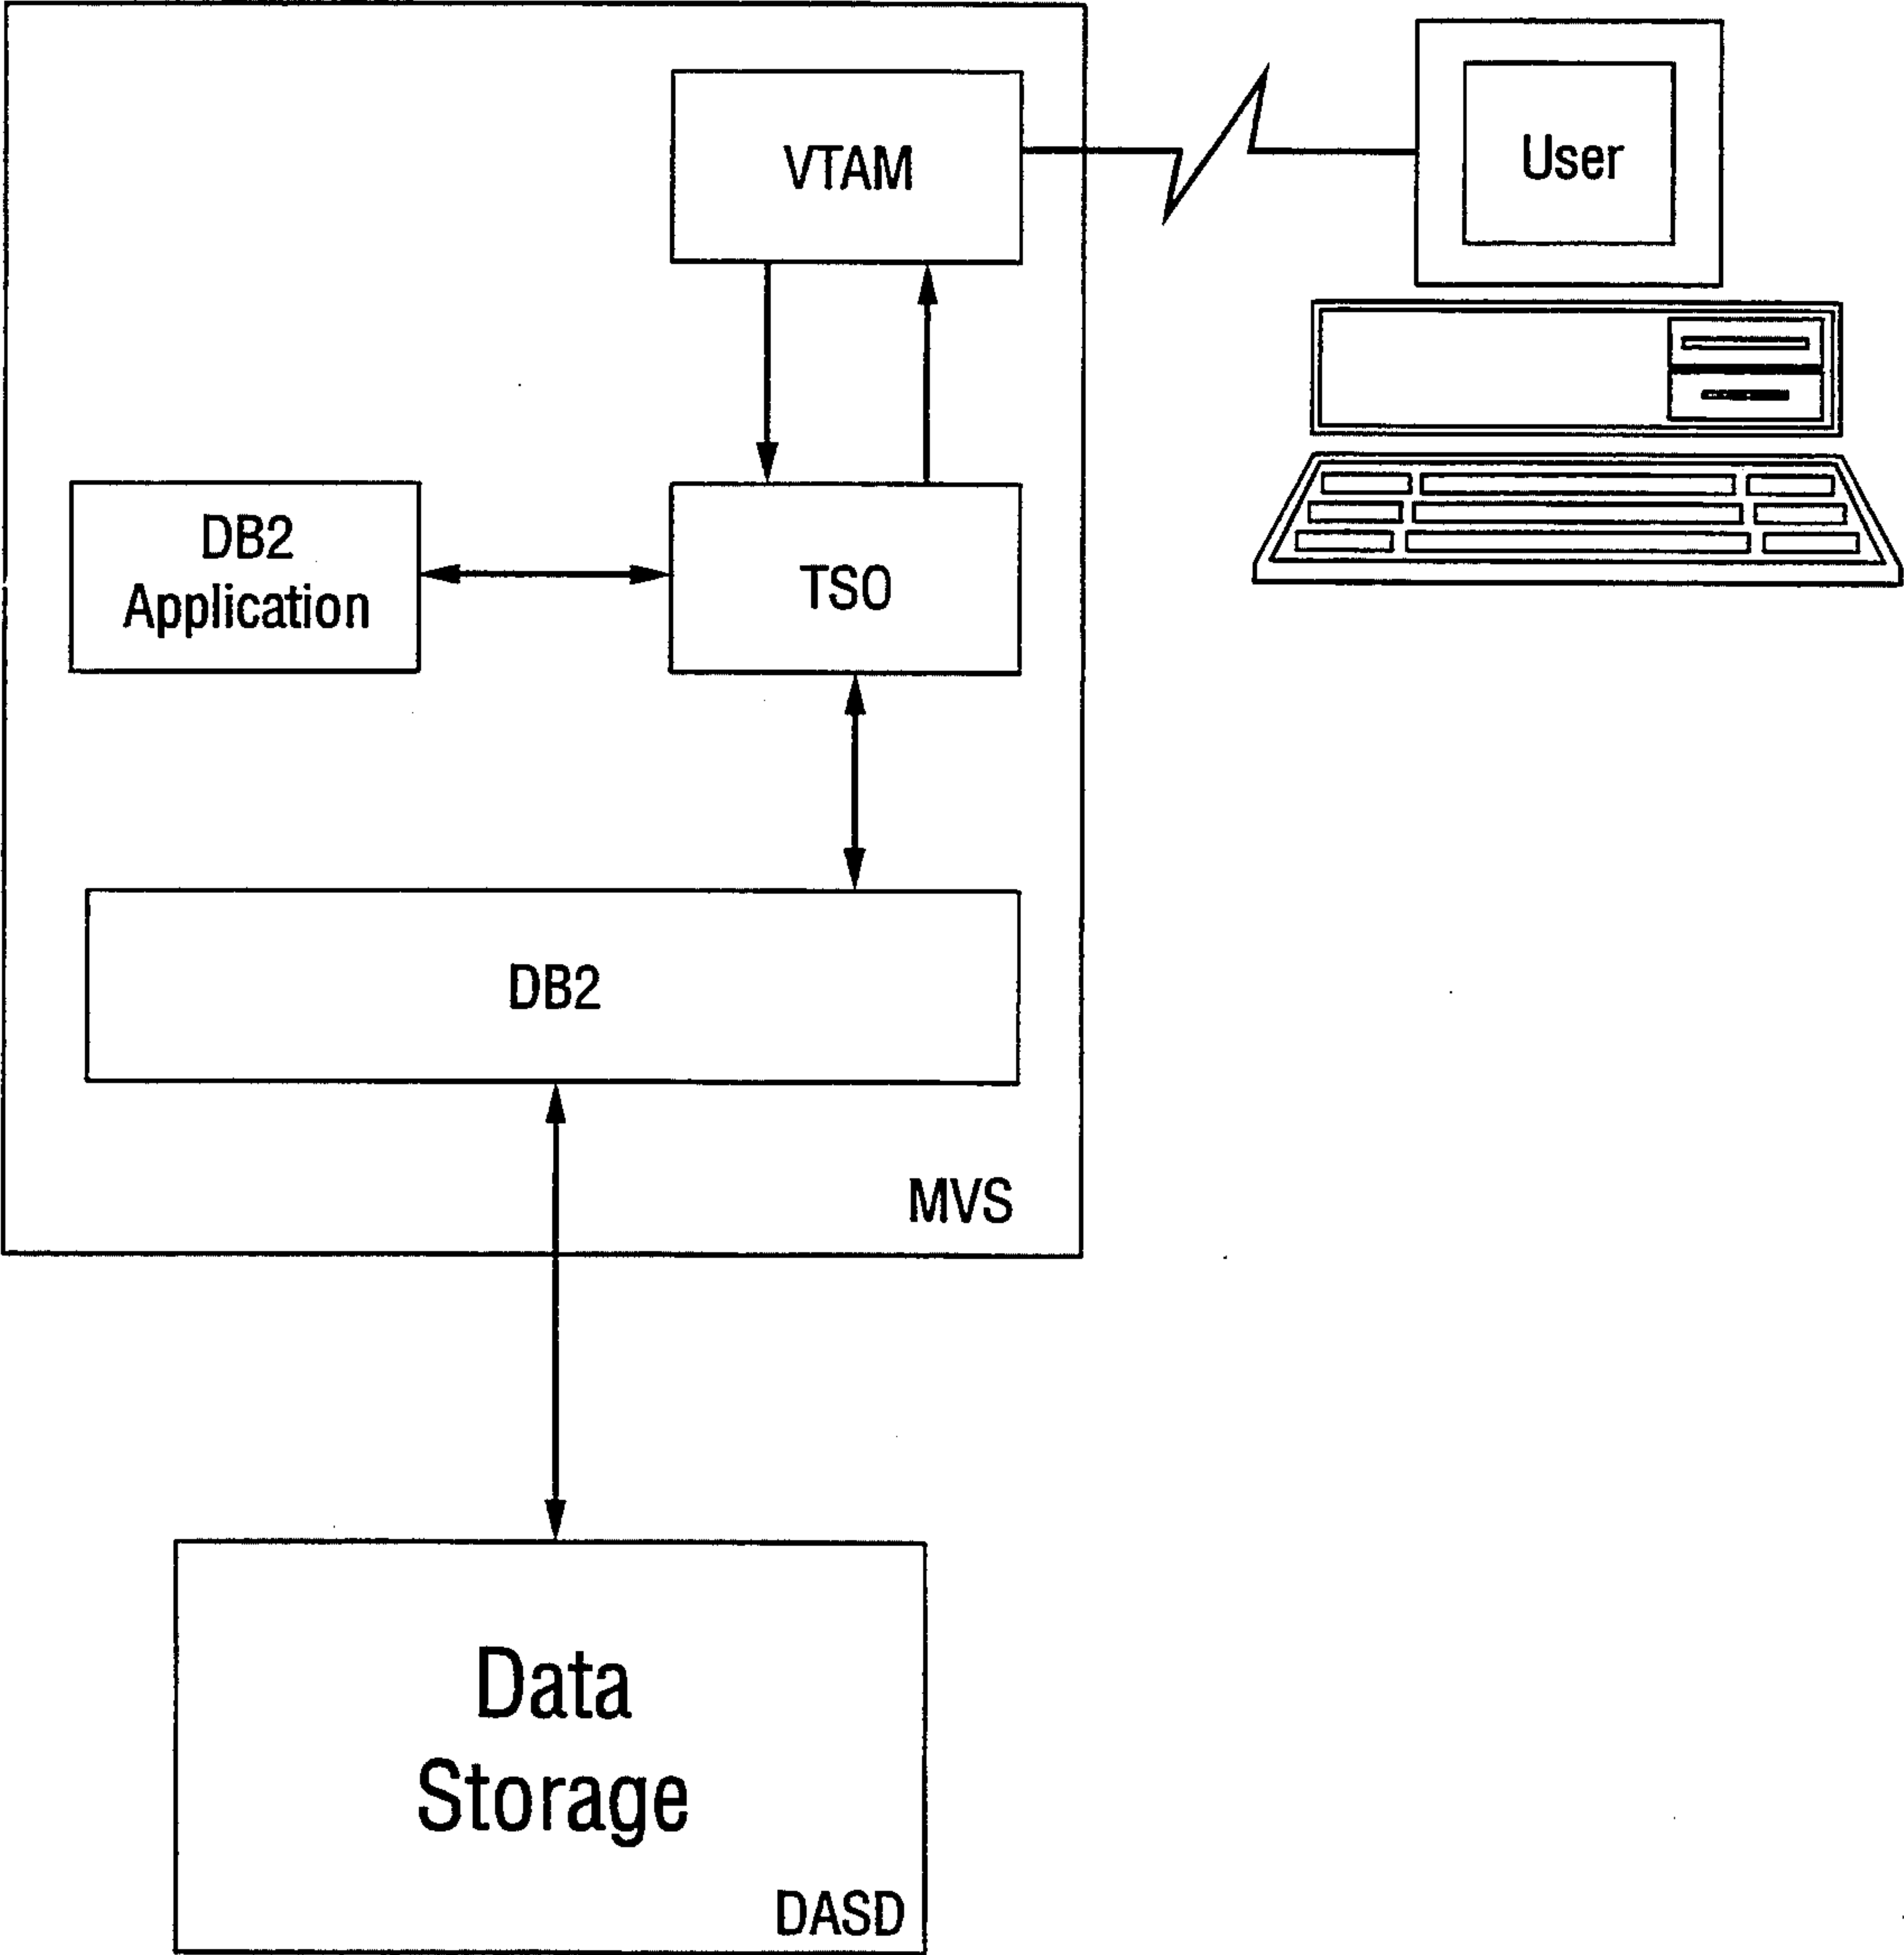 VTAM
User
DB2
Application
TSO
DB2
MVS
Data
Storage
DASD